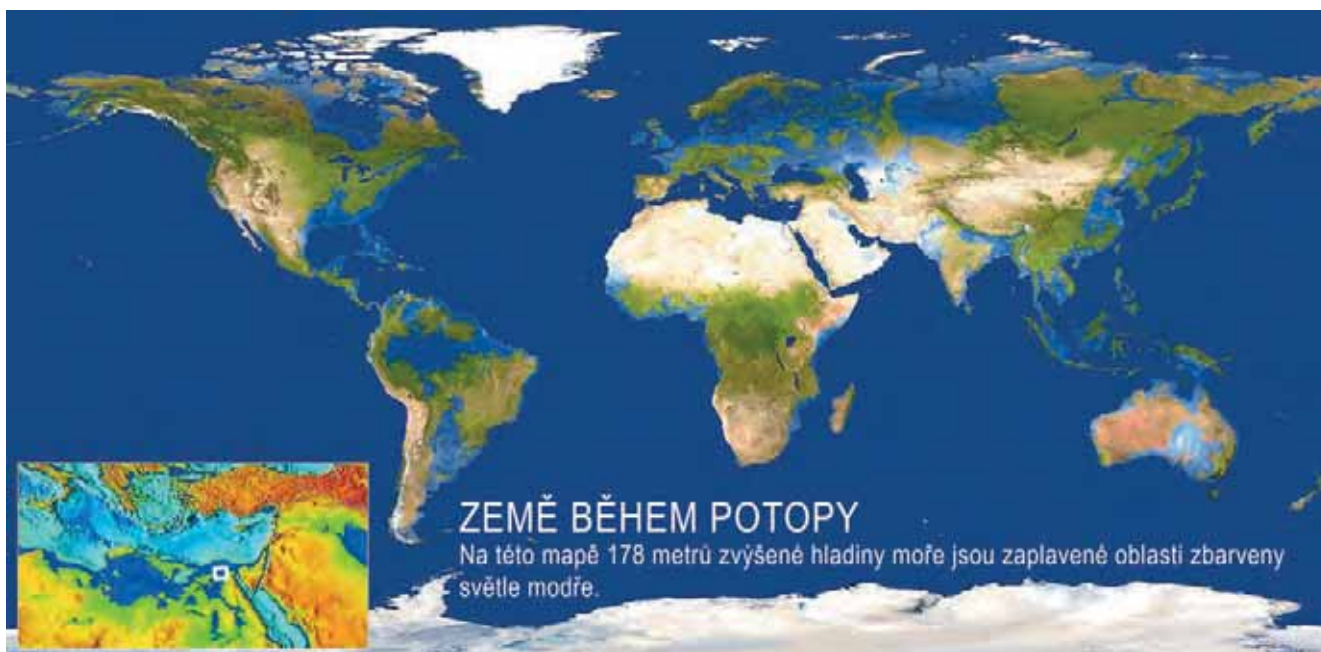 ZEMĚ BĚHEM POTOPY
Na této mapě 178 metrů zvýšené hladiny moře jsou zaplavené oblasti zbarveny
světle modře.